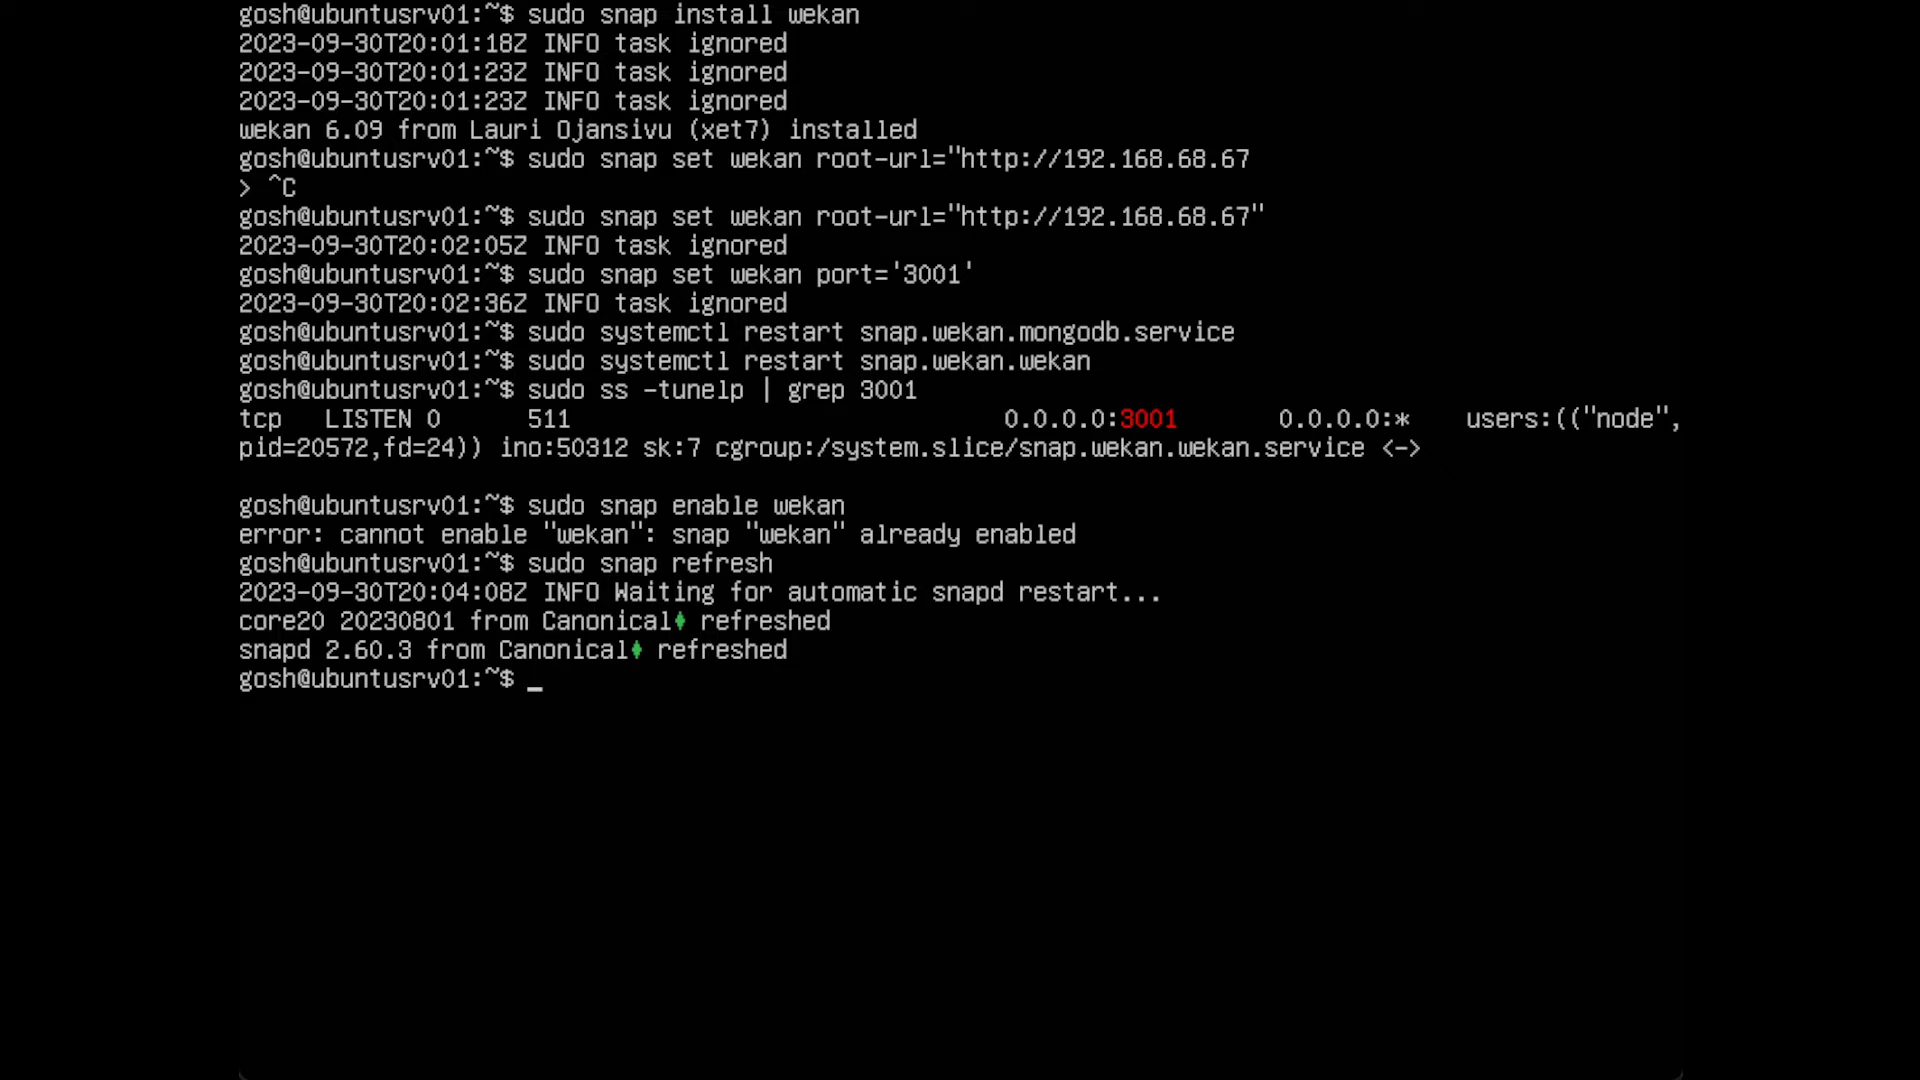 gosh@ubuntusrv01:~$ sudo snap install wekan
2023-09-30T20:01:18Z INFO task ignored
2023-09-30T20:01:23Z INFO task ignored
2023-09-30T20:01:23Z INFO task ignored
wekan 6.09 from Lauri Ojansivu (xet7) installed
gosh@ubuntusrv01:~$ sudo snap set wekan root-url="http://192.168.68.67
> ^C
gosh@ubuntusrv01:~$ sudo snap set wekan root-url="http://192.168.68.67"
2023-09-30T20:02:05Z INFO task ignored
gosh@ubuntusrv01:~$ sudo snap set wekan port='3001'
2023-09-30T20:02:36Z INFO task ignored
gosh@ubuntusrv01:~$ sudo systemctl restart snap.wekan.mongodb.service
gosh@ubuntusrv01:~$ sudo systemctl restart snap.wekan.wekan
gosh@ubuntusrv01:~$ sudo ss -tunelp | grep 3001
tcp   LISTEN 0      511                              0.0.0.0:3001       0.0.0.0:*    users:(("node",
pid=20572,fd=24)) ino:50312 sk:7 cgroup:/system.slice/snap.wekan.wekan.service <->
gosh@ubuntusrv01:~$ sudo snap enable wekan
error: cannot enable "wekan": snap "wekan" already enabled
gosh@ubuntusrv01:~$ sudo snap refresh
2023-09-30T20:04:08Z INFO Waiting for automatic snapd restart...
core20 20230801 from Canonical♦ refreshed
snapd 2.60.3 from Canonical♦ refreshed
gosh@ubuntusrv01:~$ _